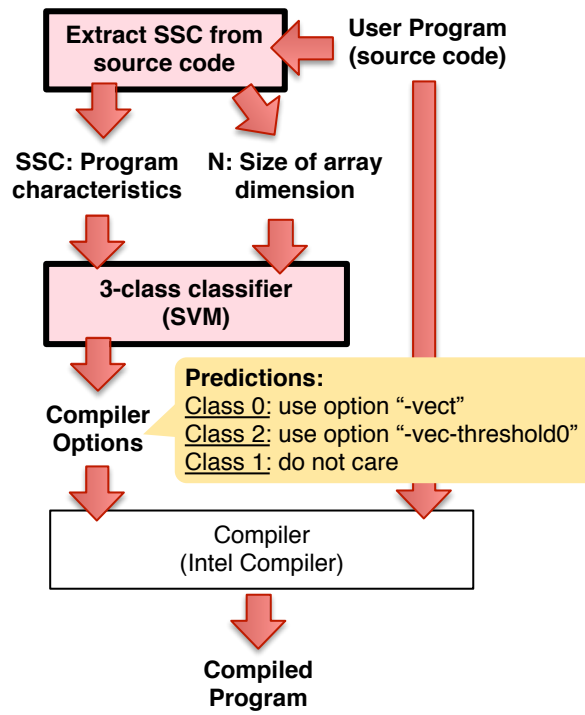 Extract SSC from
source code
User Program
(source code)
SSC: Program
characteristics
N: Size of array
dimension
3-class classifier
(SVM)
Compiler
Options
Predictions:
Class 0: use option “-vect”
Class 2: use option “-vec-threshold0”
Class 1: do not care
Compiler
(Intel Compiler)
Compiled
Program